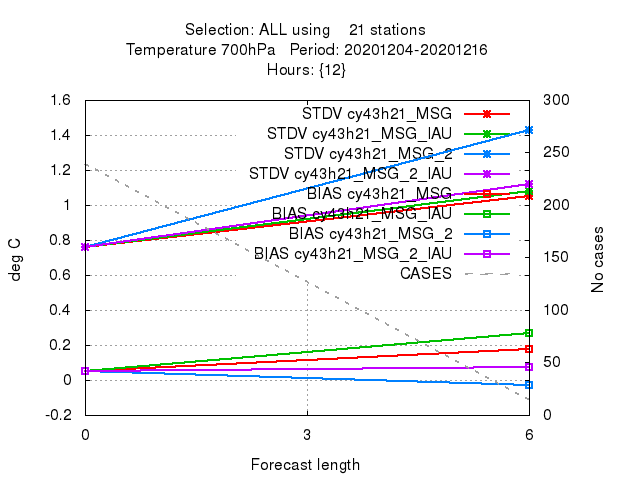 Selection: ALL using    21 stations
Temperature 700hPa   Period: 20201204-20201216
Hours: {12}
deg C
1.6
1.4
1.2
1
0.8
0.6
0.4
0.2
0
-0.2
STDV cy43h21_MSG
STDV cy43h21_MSG_IAU
STDV cy43h21_MSG_2
STDV cy43h21_MSG_2_IAU
BIAS cy43h21_MSG
BIAS cy43h21_MSG_IAU
BIAS cy43h21_MSG_2
BIAS cy43h21_MSG_2_IAU
CASES
300
250
200
150
100
50
0
No cases
0 3 6
Forecast length